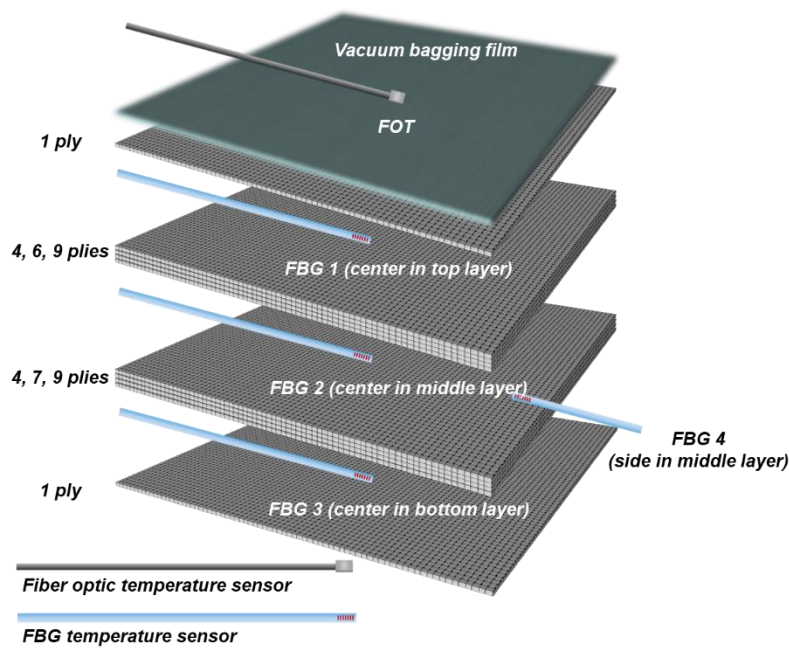 Vacuum bagging film
FOT
1 ply
FBG 1 (center in top layer)
4, 6, 9 plies
FBG 2 (center in middle layer)
4, 7, 9 plies
FBG 4
(side in middle layer)
FBG 3 (center in bottom layer)
1 ply
Fiber optic temperature sensor
FBG temperature sensor